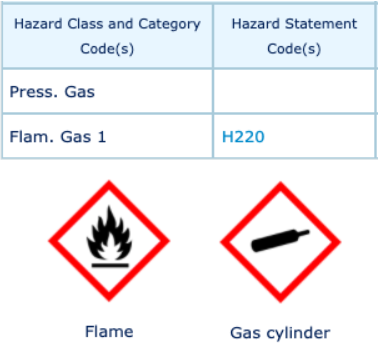 Hazard Class and Category Hazard Statement
Code(s) Code(s)
Press. Gas
Flam. Gas 1 H220
Flame Gas cylinder